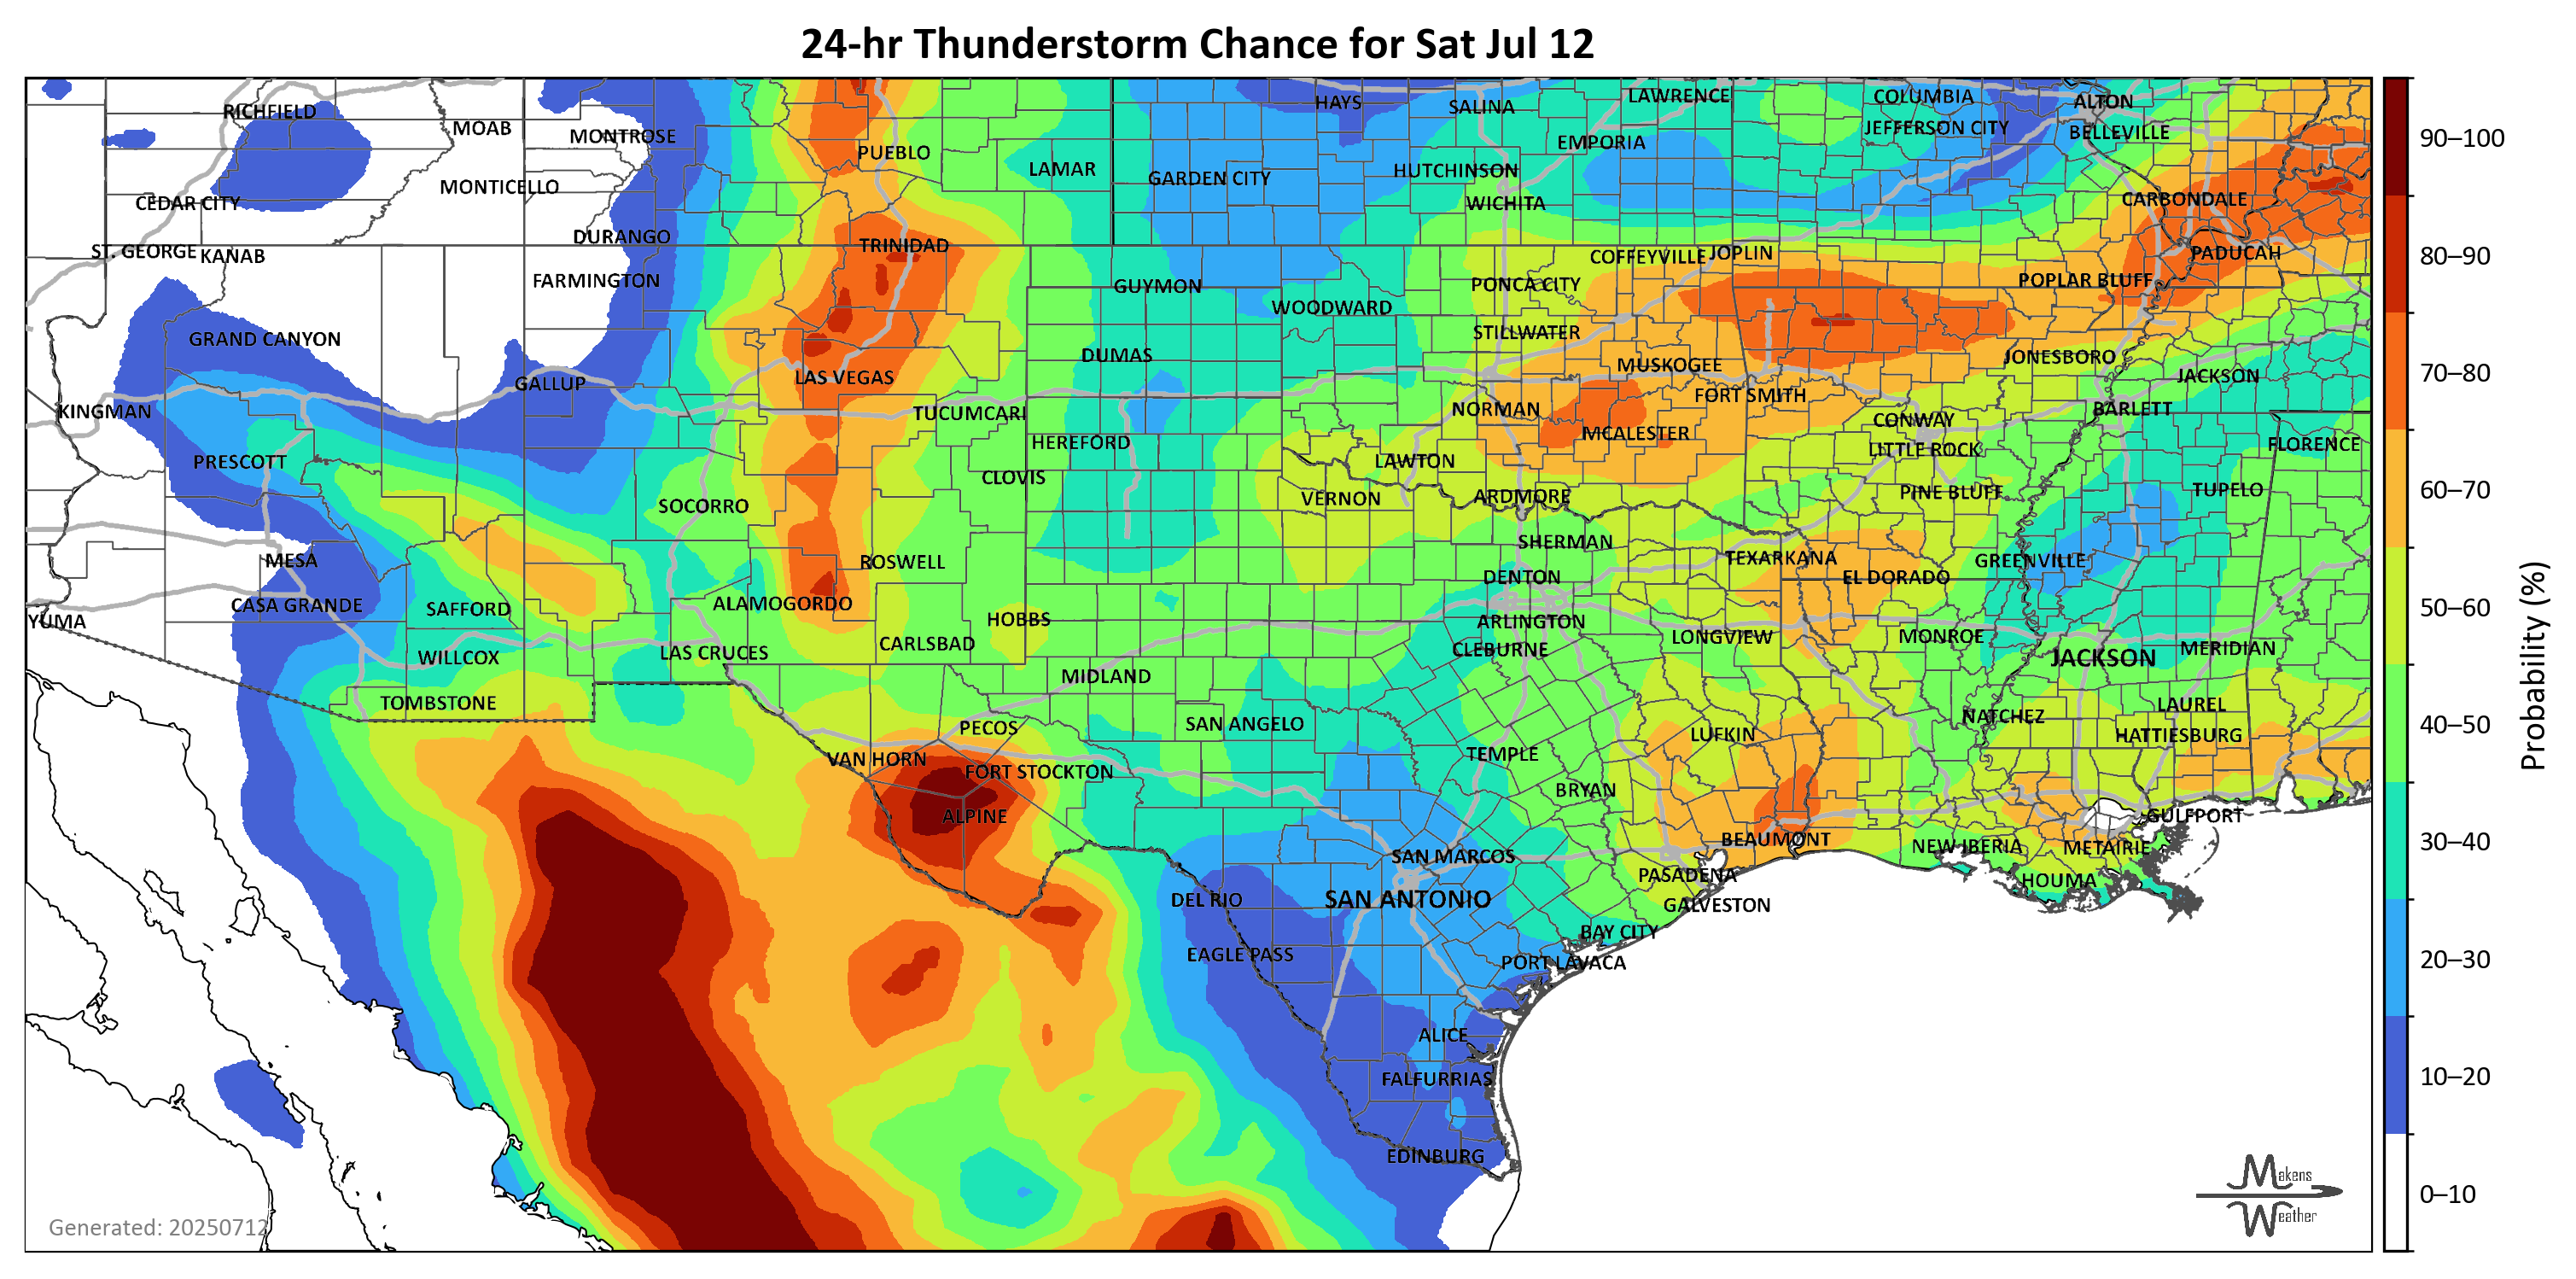 24-hr Thunderstorm Chance for Sat Jul 12
RICHFIELD
MOAB
MONTROSE
PUEBLO
LAMAR
HAYS
SALINA
LAWRENCE
COLUMBIA
ALTON
90–100
EMPORIA
JEFFERSON CITY
BELLEVILLE
CEDAR CITY
MONTICELLO
GARDEN CITY
HUTCHINSON
WICHITA
CARBONDALE
ST. GEORGE
KANAB
DURANGO
TRINIDAD
COFFEYVILLE
JOPLIN
PADUCAH
80–90
FARMINGTON
GUYMON
WOODWARD
PONCA CITY
POPLAR BLUFF
GRAND CANYON
STILLWATER
DUMAS
MUSKOGEE
JONESBORO
70–80
GALLUP
LAS VEGAS
FORT SMITH
JACKSON
KINGMAN
TUCUMCARI
NORMAN
CONWAY
BARLETT
HEREFORD
MCALESTER
LITTLE ROCK
FLORENCE
PRESCOTT
CLOVIS
LAWTON
60–70
SOCORRO
VERNON
ARDMORE
PINE BLUFF
TUPELO
MESA
ROSWELL
SHERMAN
TEXARKANA
GREENVILLE
CASA GRANDE
SAFFORD
ALAMOGORDO
DENTON
EL DORADO
50–60
YUMA
HOBBS
ARLINGTON
WILLCOX
LAS CRUCES
CARLSBAD
CLEBURNE
LONGVIEW
MONROE
JACKSON
MERIDIAN
Probability (%)
TOMBSTONE
MIDLAND
PECOS
SAN ANGELO
LUFKIN
NATCHEZ
LAUREL
HATTIESBURG
40–50
VAN HORN
FORT STOCKTON
TEMPLE
BRYAN
ALPINE
BEAUMONT
GULFPORT
30–40
SAN MARCOS
NEW IBERIA
METAIRIE
DEL RIO
SAN ANTONIO
PASADENA
HOUMA
GALVESTON
EAGLE PASS
BAY CITY
PORT LAVACA
20–30
ALICE
FALFURRIAS
10–20
EDINBURG
Makens
Weather
0–10
Generated: 20250712